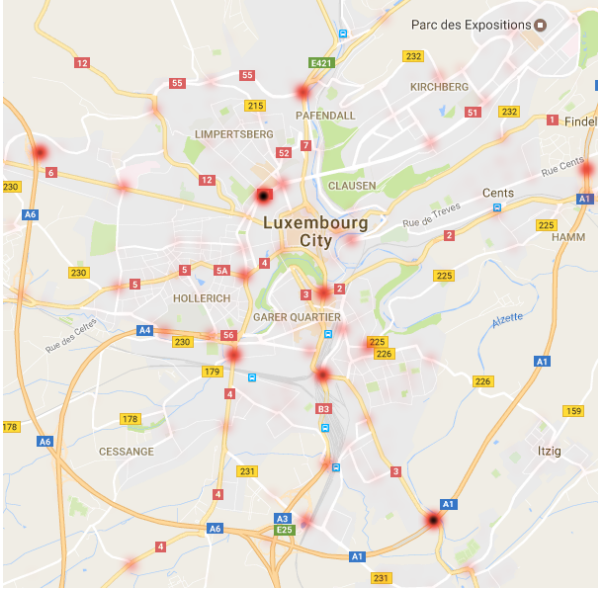 Parc des Expositions
E421
232
12
55
55
KIRCHBERG
215
51
232
PAFENDALL
1
Findel
LIMPERTSBERG
7
52
6
Rue Cents
230
12
CLAUSEN
Cents
A1
A6
Rue de Treves
Luxembourg
City
225
2
HAMM
4
230
5
5A
225
5
2
3
HOLLERICH
GARER QUARTIER
Alzette
Rue des Celtes
A4
56
230
225
226
A1
179
226
4
B3
159
178
178
A6
CESSANGE
Itzig
231
3
4
A1
A3
A6
E25
4
A1
231